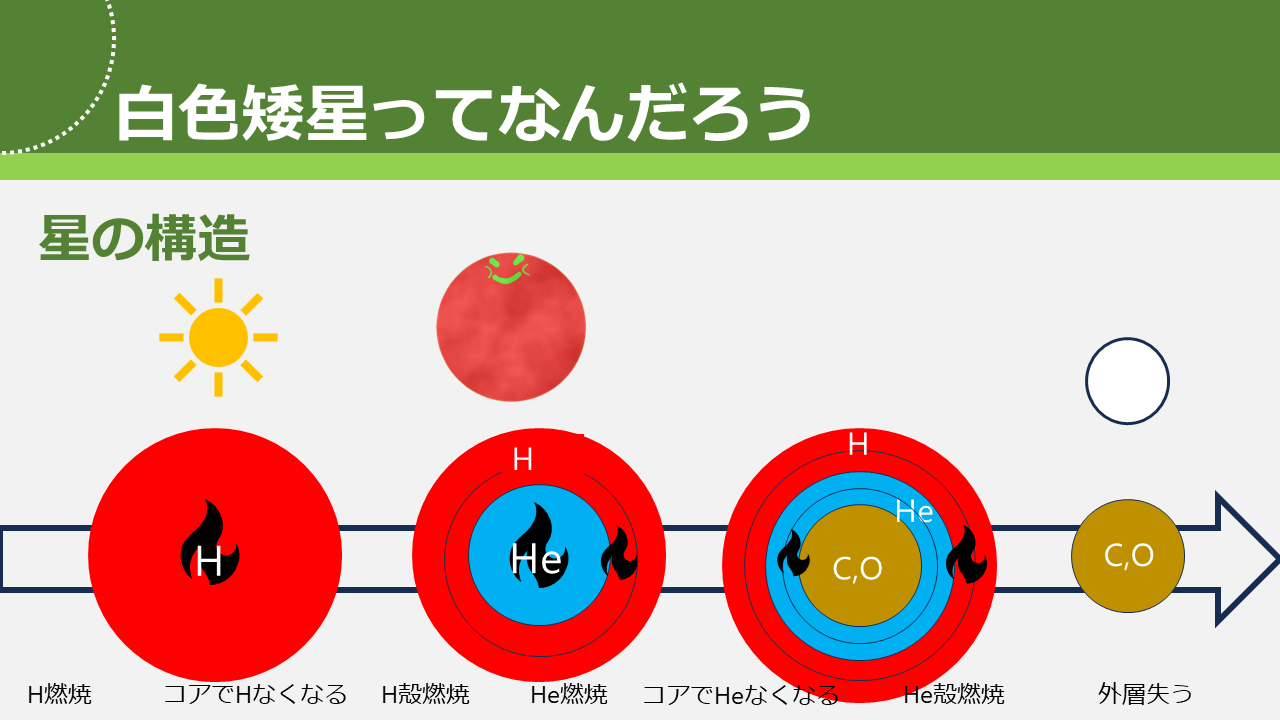 白色矮星ってなんだろう
星の構造
H
H
He
H
He
C,O
C,O
H燃焼
コアでHなくなる
H殻燃焼
He燃焼
コアでHeなくなる
He殻燃焼
外層失う